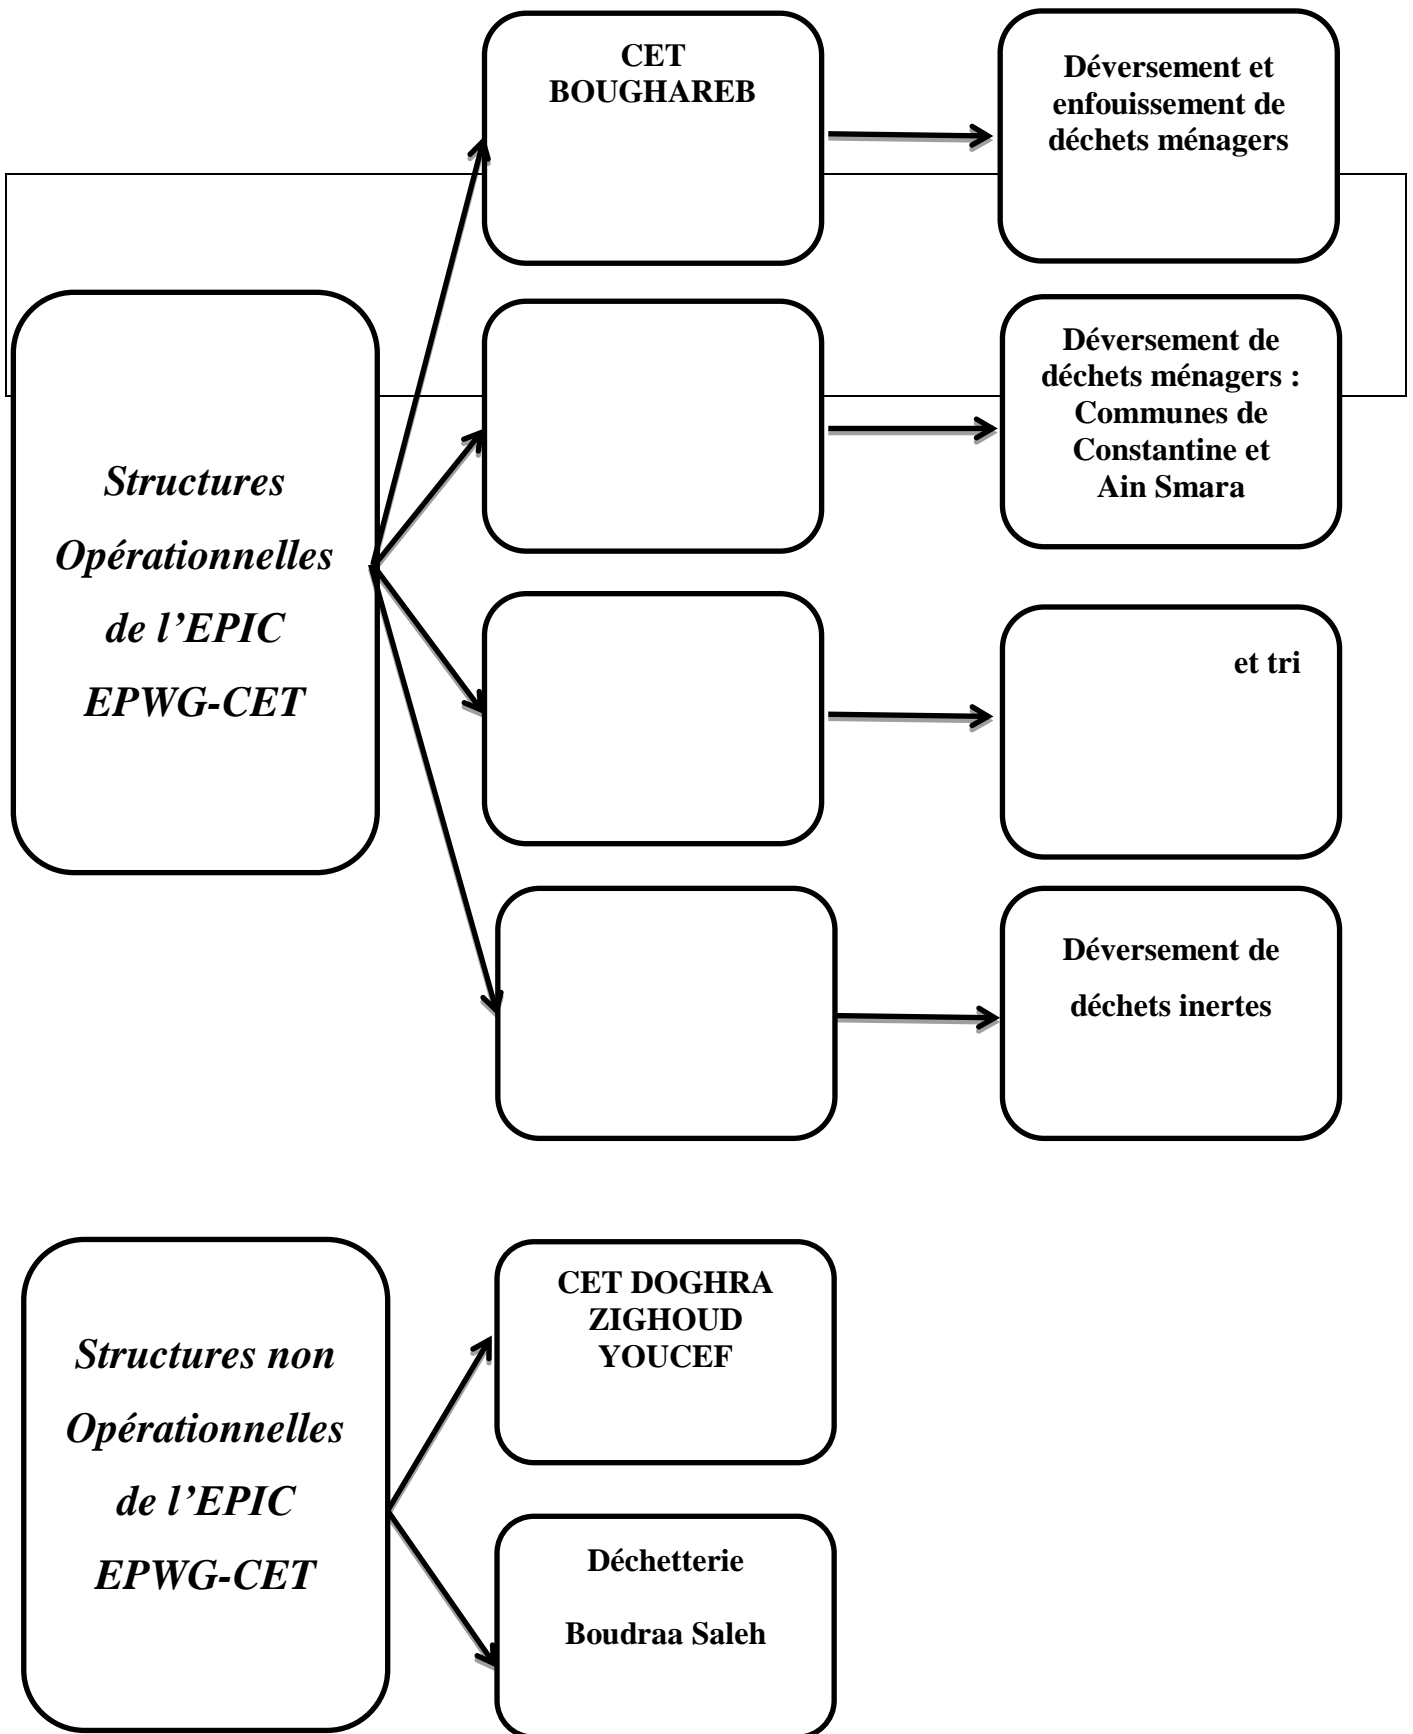 CET
BOUGHAREB
Déversement et
enfouissement de
déchets ménagers
Structures
Opérationnelles
de l’EPIC
EPWG-CET
Déversement de
déchets ménagers :
Communes de
Constantine et
Ain Smara
et tri
Déversement de
déchets inertes
Structures non
Opérationnelles
de l’EPIC
EPWG-CET
CET DOGHRA
ZIGHOUD
YOUCEF
Déchetterie
Boudraa Saleh